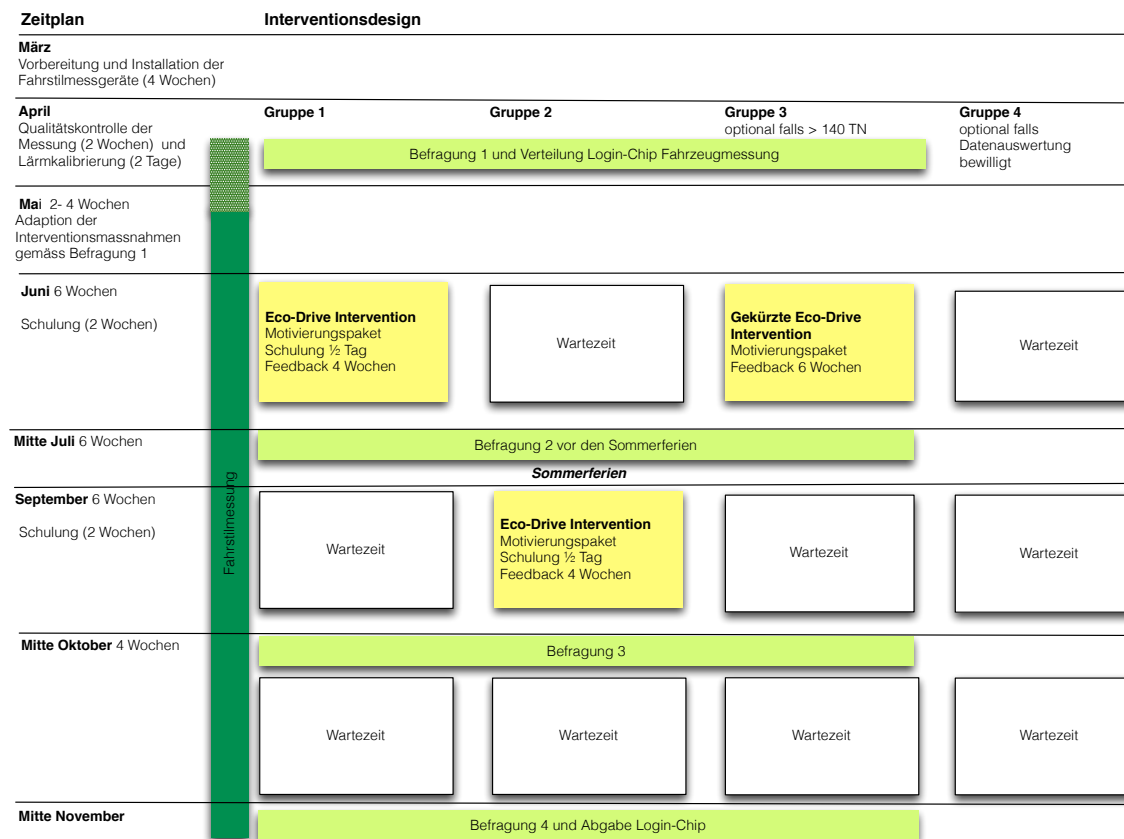 Zeitplan
Interventionsdesign
März
Vorbereitung und Installation der
Fahrstilmessgeräte (4 Wochen)
April
Qualitätskontrolle der
Messung (2 Wochen)  und
Lärmkalibrierung (2 Tage)
Gruppe 1
Gruppe 2
Gruppe 3
optional falls > 140 TN
Gruppe 4
optional falls
Datenauswertung
bewilligt
Befragung 1 und Verteilung Login-Chip Fahrzeugmessung
Mai  2- 4 Wochen
Adaption der
Interventionsmassnahmen
gemäss Befragung 1
Fahrstilmessung
Juni 6 Wochen
Schulung (2 Wochen)
Eco-Drive Intervention
Motivierungspaket
Schulung ½ Tag
Feedback 4 Wochen
Wartezeit
Gekürzte Eco-Drive
Intervention
Motivierungspaket
Feedback 6 Wochen
Wartezeit
Mitte Juli 6 Wochen
Befragung 2 vor den Sommerferien
Sommerferien
September 6 Wochen
Schulung (2 Wochen)
Wartezeit
Eco-Drive Intervention
Motivierungspaket
Schulung ½ Tag
Feedback 4 Wochen
Wartezeit
Wartezeit
Mitte Oktober 4 Wochen
Befragung 3
Wartezeit
Wartezeit
Wartezeit
Wartezeit
Mitte November
Befragung 4 und Abgabe Login-Chip